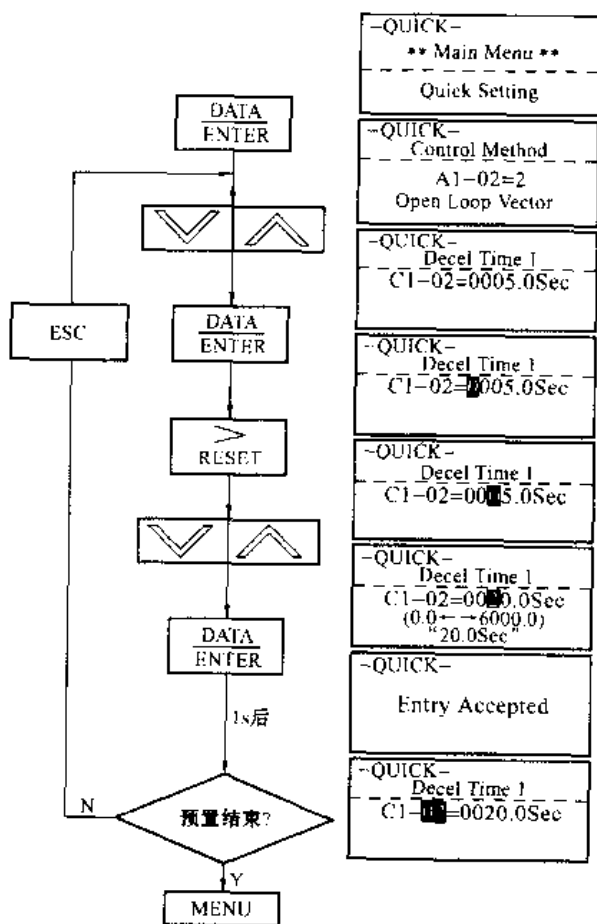 DATA
ENTER
ESC
DATA
ENTER
RESET
DATA
ENTER
1s后
N
预置结束?
Y
MENU
-QUICK-
** Main Menu **
Quick Setting
-QUICK-
Control Method
A1-02=2
Open Loop Vector
-QUICK-
Decel Time 1
C1-02=0005.0Sec
-QUICK-
Decel Time 1
C1-02=0005.0Sec
-QUICK-
Decel Time 1
C1-02=0005.0Sec
-QUICK-
Decel Time 1
C1-02=0020.0Sec
(0.0←→6000.0)
"20.0Sec"
-QUICK-
Entry Accepted
-QUICK-
Decel Time 1
C1-02=0020.0Sec